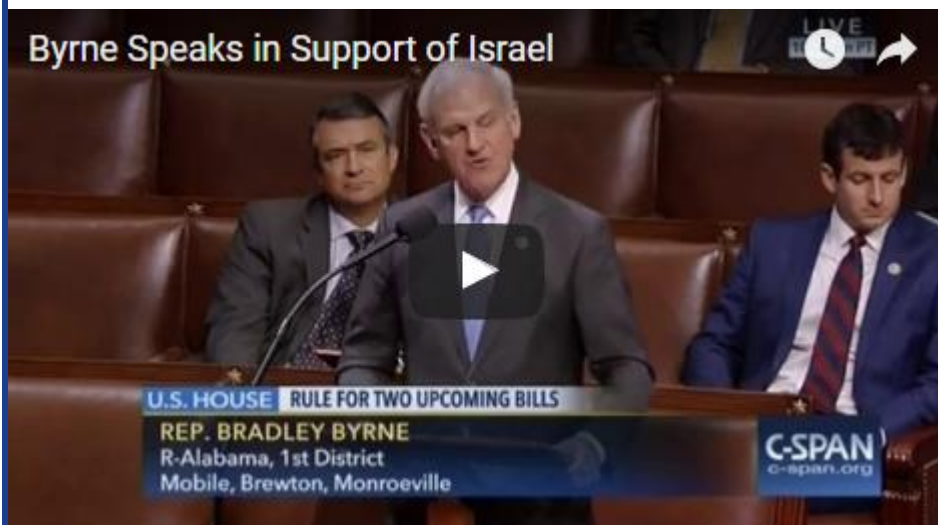 Byrne Speaks in Support of Israel
LIVE
U.S. HOUSE RULE FOR TWO UPCOMING BILLS
REP. BRADLEY BYRNE
R-Alabama, 1st District
Mobile, Brewton, Monroeville
C-SPAN
c-span.org